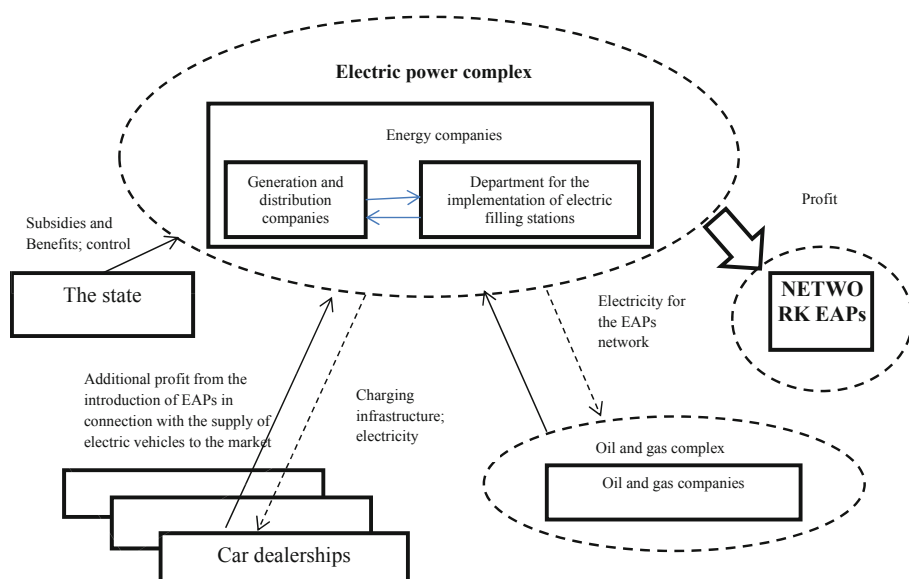 Electric power complex
Energy companies
Generation and
distribution
companies
Department for the
implementation of electric
filling stations
Profit
Subsidies and
Benefits; control
The state
NETWO
RK EAPs
Electricity for
the EAPs
network
Additional profit from the
introduction of EAPs in
connection with the supply of
electric vehicles to the market
Charging
infrastructure;
electricity
Oil and gas complex
Oil and gas companies
Car dealerships